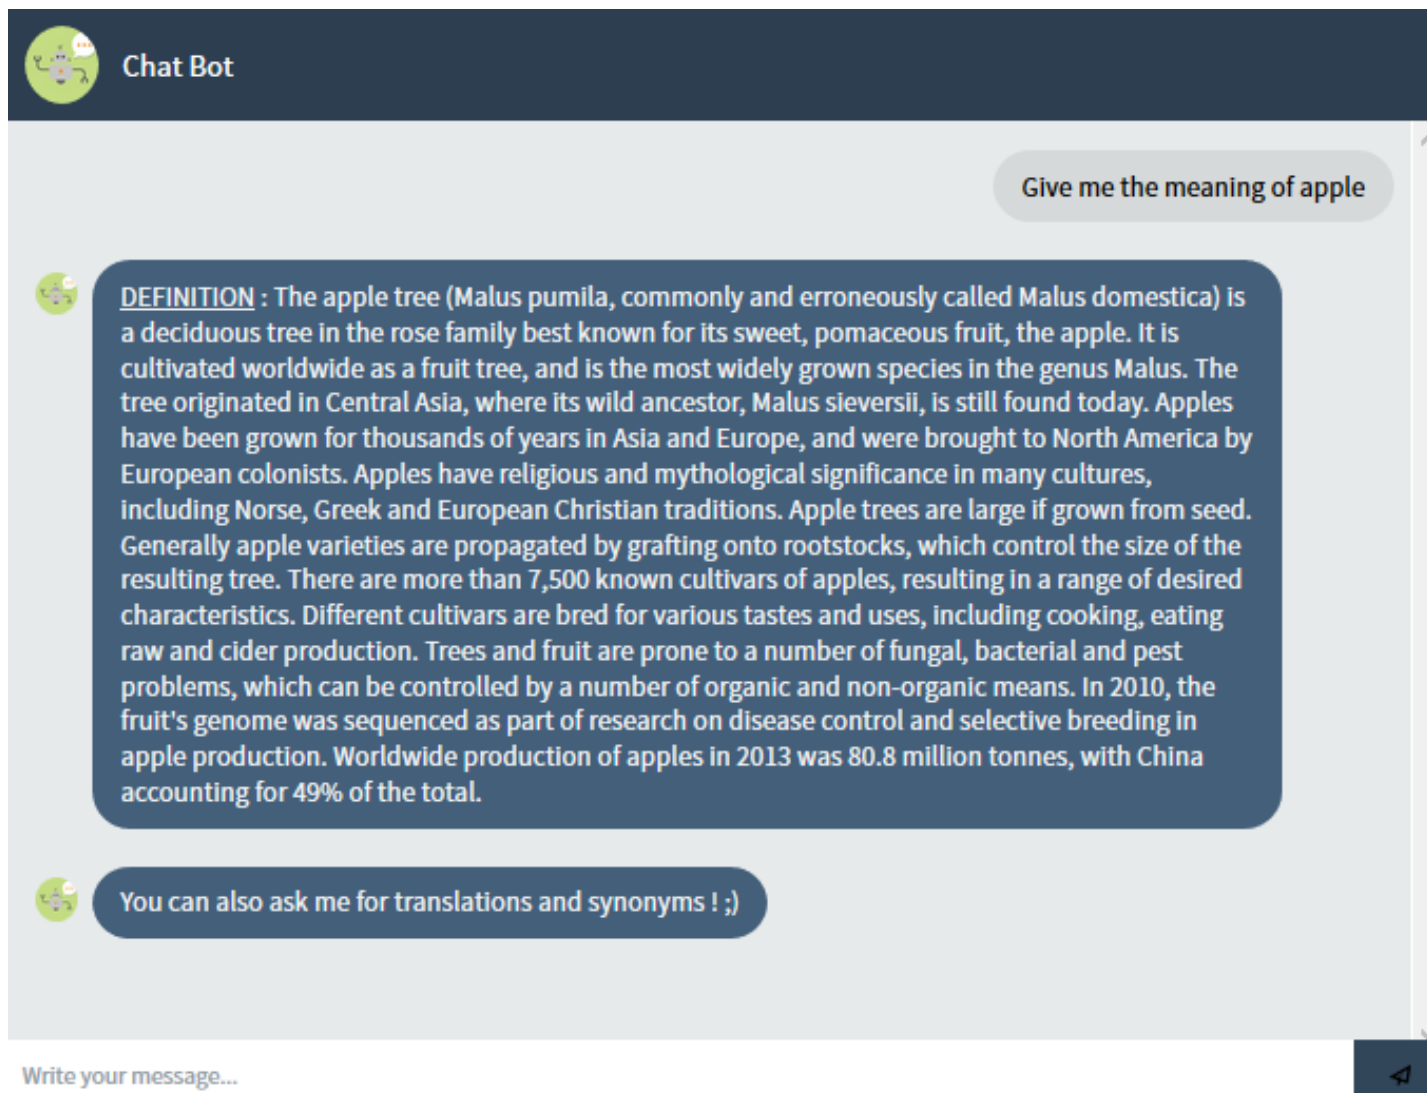 Chat Bot
Give me the meaning of apple
DEFINITION : The apple tree (Malus pumila, commonly and erroneously called Malus domestica) is
a deciduous tree in the rose family best known for its sweet, pomaceous fruit, the apple. It is
cultivated worldwide as a fruit tree, and is the most widely grown species in the genus Malus. The
tree originated in Central Asia, where its wild ancestor, Malus sieversii, is still found today. Apples
have been grown for thousands of years in Asia and Europe, and were brought to North America by
European colonists. Apples have religious and mythological significance in many cultures,
including Norse, Greek and European Christian traditions. Apple trees are large if grown from seed.
Generally apple varieties are propagated by grafting onto rootstocks, which control the size of the
resulting tree. There are more than 7,500 known cultivars of apples, resulting in a range of desired
characteristics. Different cultivars are bred for various tastes and uses, including cooking, eating
raw and cider production. Trees and fruit are prone to a number of fungal, bacterial and pest
problems, which can be controlled by a number of organic and non-organic means. In 2010, the
fruit's genome was sequenced as part of research on disease control and selective breeding in
apple production. Worldwide production of apples in 2013 was 80.8 million tonnes, with China
accounting for 49% of the total.
You can also ask me for translations and synonyms ! ;)
Write your message...